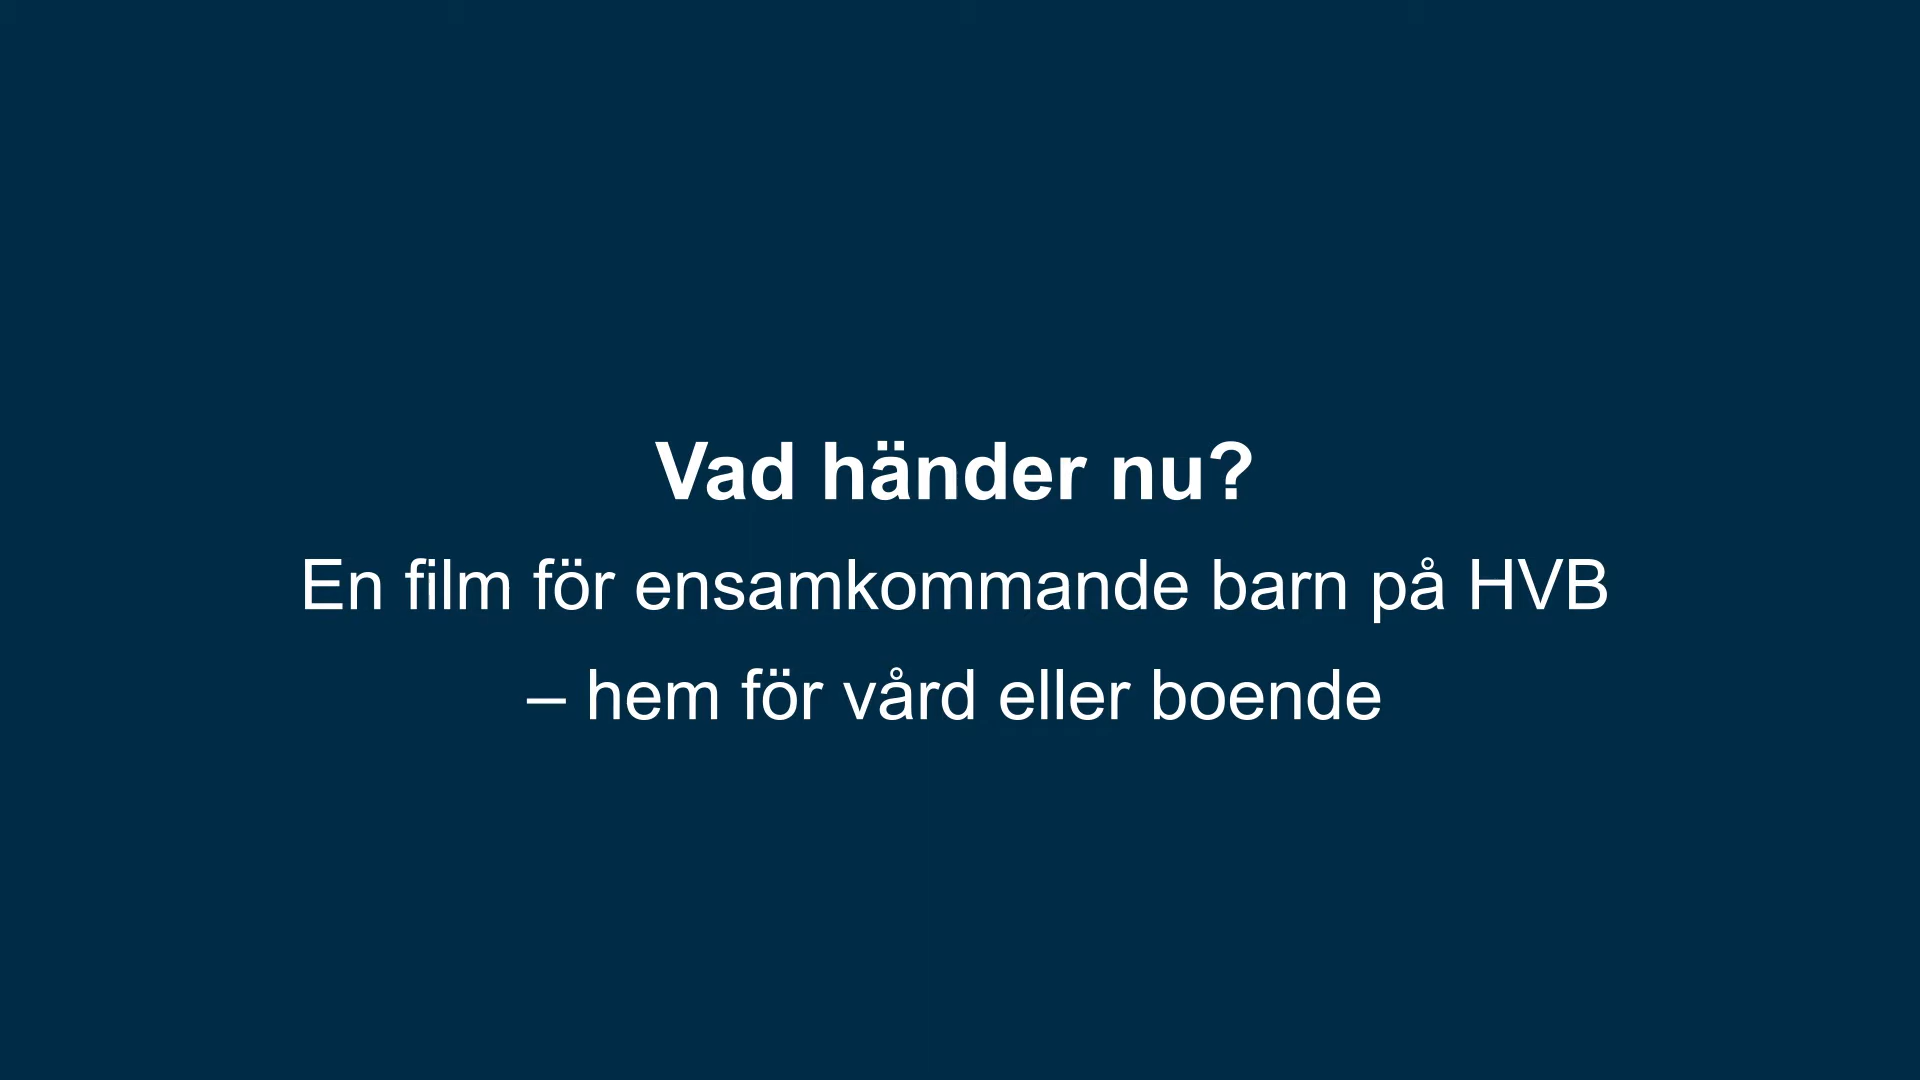 Vad händer nu?
En film för ensamkommande barn på HVB
– hem för vård eller boende